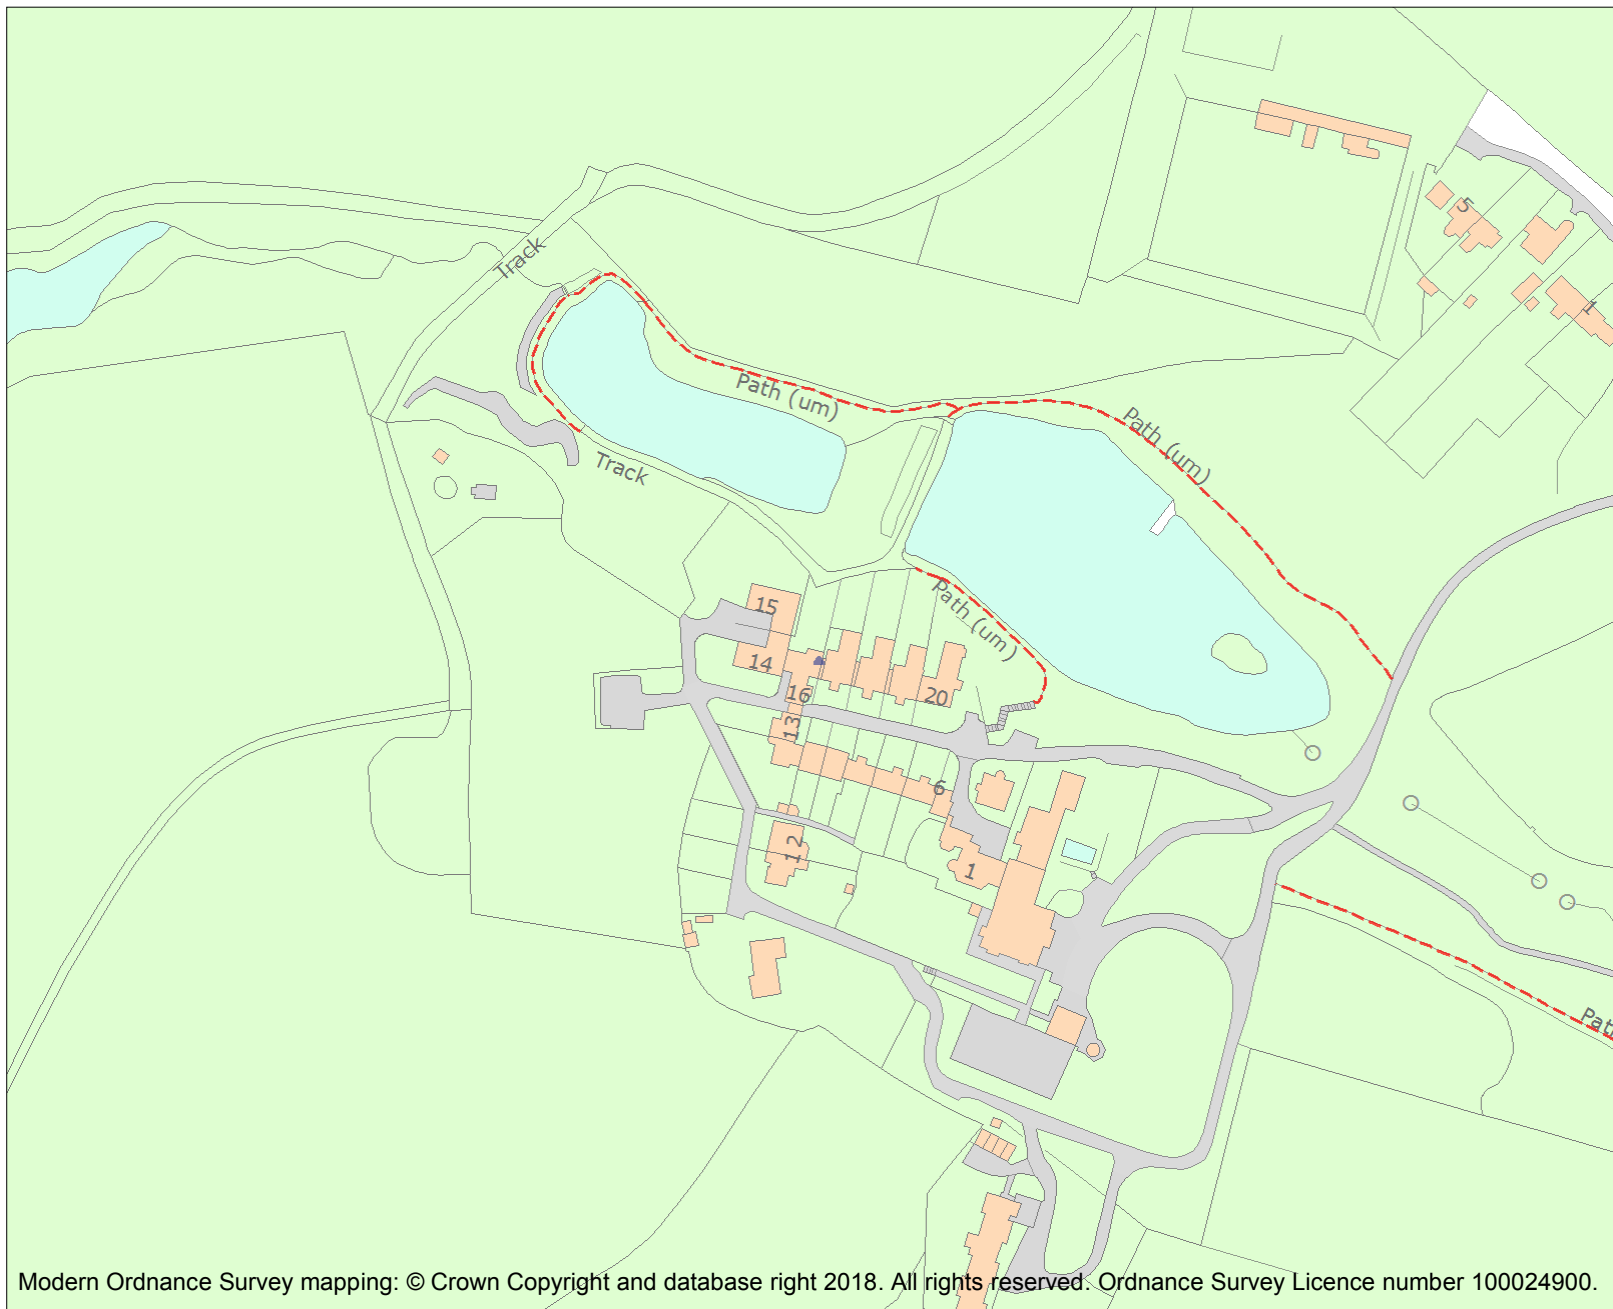 5
1
Track
Path (um)
Path (um)
Track
Path (um)
15
14
16
20
13
6
12
1
Modern Ordnance Survey mapping: © Crown Copyright and database right 2018. All rights reserved. Ordnance Survey Licence number 100024900.